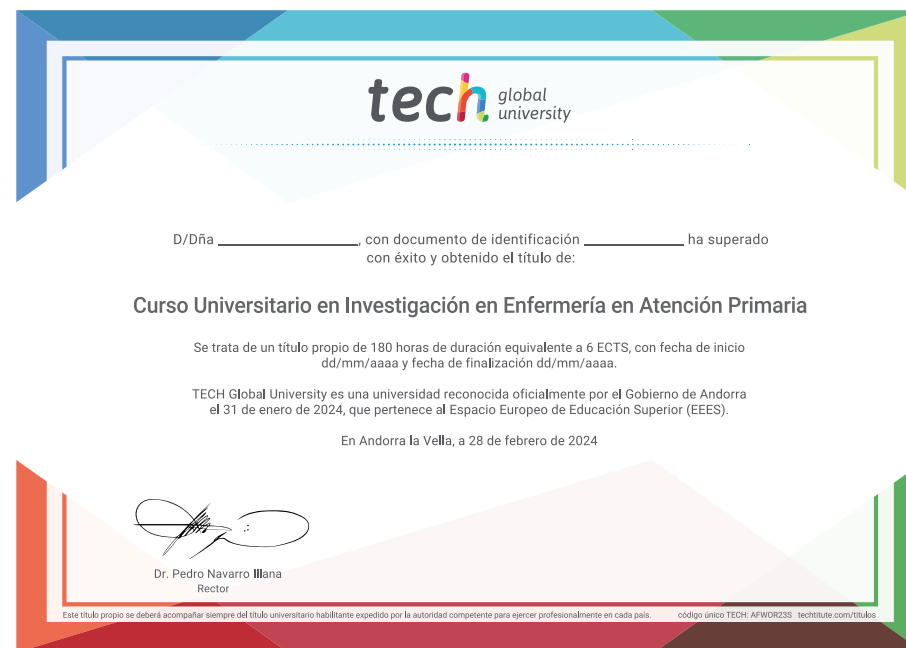 tech global university
D/Dña ____________________, con documento de identificación ______________ ha superado
con éxito y obtenido el título de:
Curso Universitario en Investigación en Enfermería en Atención Primaria
Se trata de un título propio de 180 horas de duración equivalente a 6 ECTS, con fecha de inicio
dd/mm/aaaa y fecha de finalización dd/mm/aaaa.
TECH Global University es una universidad reconocida oficialmente por el Gobierno de Andorra
el 31 de enero de 2024, que pertenece al Espacio Europeo de Educación Superior (EEES).
En Andorra la Vella, a 28 de febrero de 2024
Dr. Pedro Navarro Illana
Rector
Este título propio se deberá acompañar siempre del título universitario habilitante expedido por la autoridad competente para ejercer profesionalmente en cada país. código único TECH: AFWOR23S techtitute.com/titulos